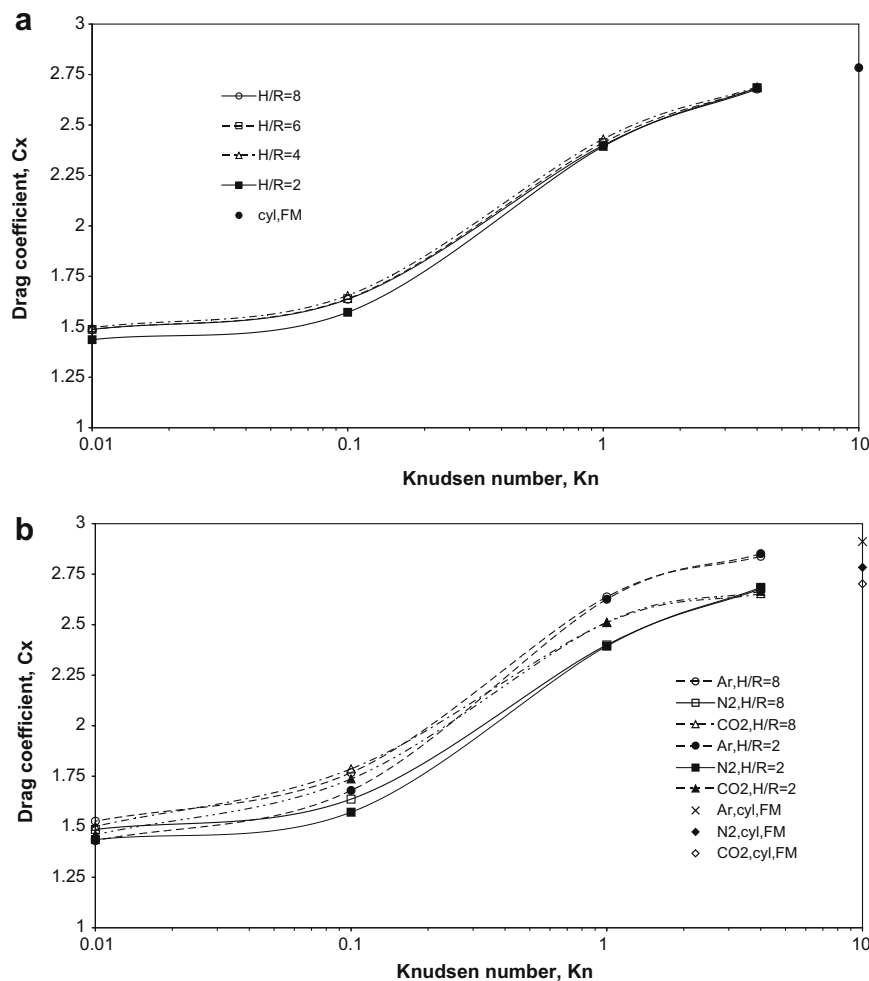 a
3
2.75
2.5
2.25
2
1.75
1.5
1.25
1
Drag coefficient, Cx
H/R=8
H/R=6
H/R=4
H/R=2
cyl,FM
0.01 0.1 1 10
Knudsen number, Kn
b
3
2.75
2.5
2.25
2
1.75
1.5
1.25
1
Drag coefficient, Cx
Ar,H/R=8
N2,H/R=8
CO2,H/R=8
Ar,H/R=2
N2,H/R=2
CO2,H/R=2
Ar,cyl,FM
N2,cyl,FM
CO2,cyl,FM
0.01 0.1 1 10
Knudsen number, Kn